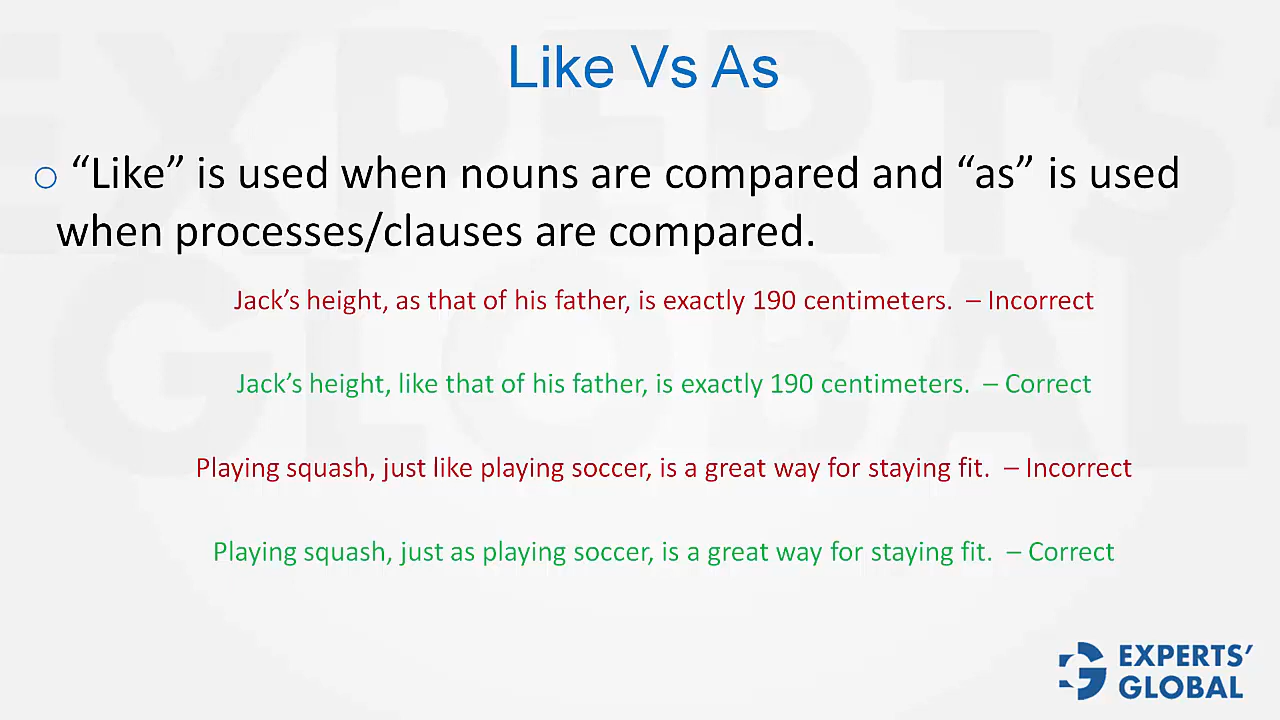 Like Vs As
“Like” is used when nouns are compared and “as” is used
when processes/clauses are compared.
Jack’s height, as that of his father, is exactly 190 centimeters. – Incorrect
Jack’s height, like that of his father, is exactly 190 centimeters. – Correct
Playing squash, just like playing soccer, is a great way for staying fit. – Incorrect
Playing squash, just as playing soccer, is a great way for staying fit. – Correct
EXPERTS’
GLOBAL
EXPERTS’
GLOBAL